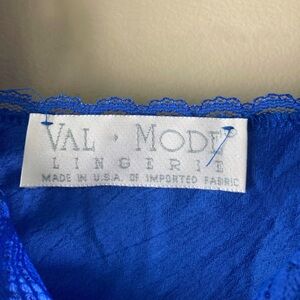 VAL · MODE
LINGERIE
MADE IN U.S.A. OF IMPORTED FABRIC